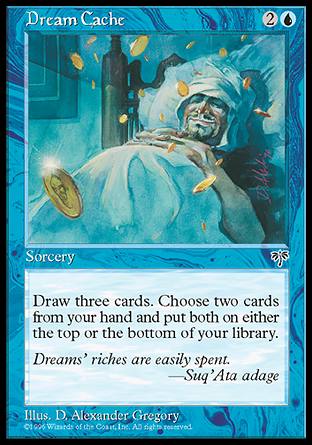 Dream Cache 2
Sorcery
Draw three cards. Choose two cards
from your hand and put both on either
the top or the bottom of your library.
Dreams' riches are easily spent.
—Suq'Ata adage
Illus. D. Alexander Gregory
©1996 Wizards of the Coast, Inc. All rights reserved.